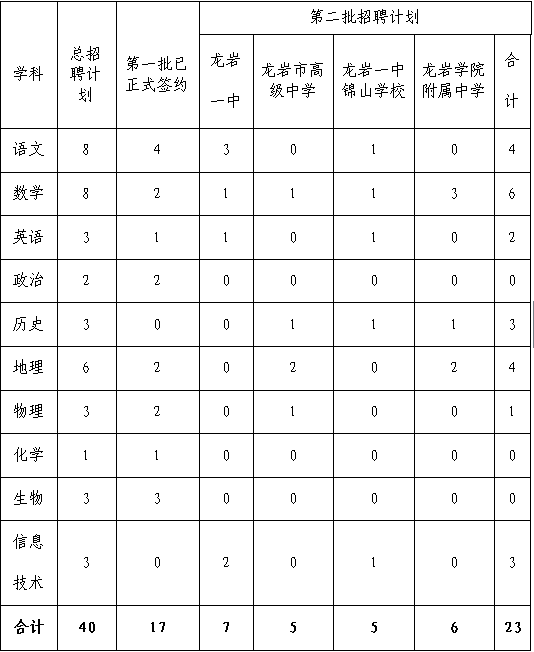 学科 总招聘计划 第一批已正式签约 第二批招聘计划
龙岩一中 龙岩市高级中学 龙岩一中锦山学校 龙岩学院附属中学 合计
语文 8 4 3 0 1 0 4
数学 8 2 1 1 1 3 6
英语 3 1 1 0 1 0 2
政治 2 2 0 0 0 0 0
历史 3 0 0 1 1 1 3
地理 6 2 0 2 0 2 4
物理 3 2 0 1 0 0 1
化学 1 1 0 0 0 0 0
生物 3 3 0 0 0 0 0
信息技术 3 0 2 0 1 0 3
合计 40 17 7 5 5 6 23